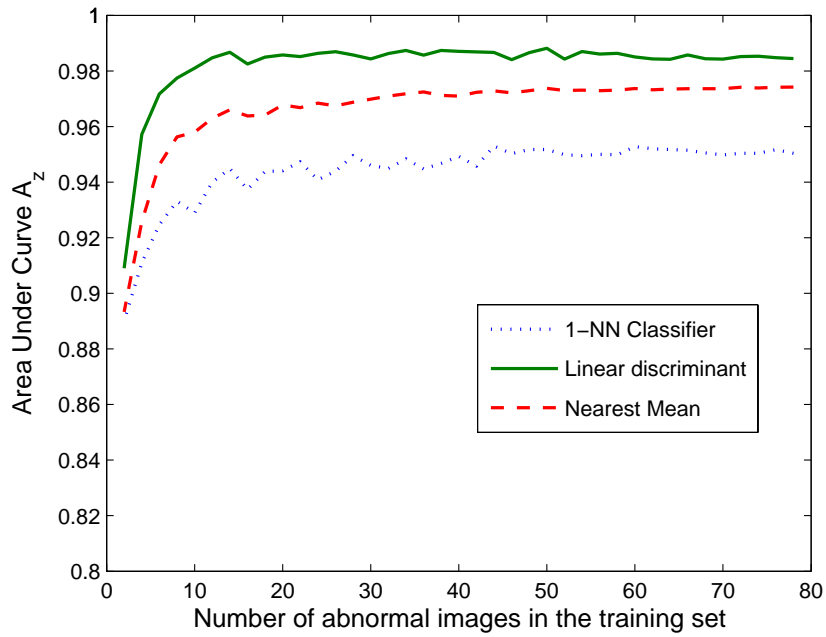 1
0.98
0.96
0.94
0.92
0.9
0.88
0.86
0.84
0.82
0.8
Area Under Curve A_z
1−NN Classifier
Linear discriminant
Nearest Mean
0 10 20 30 40 50 60 70 80
Number of abnormal images in the training set